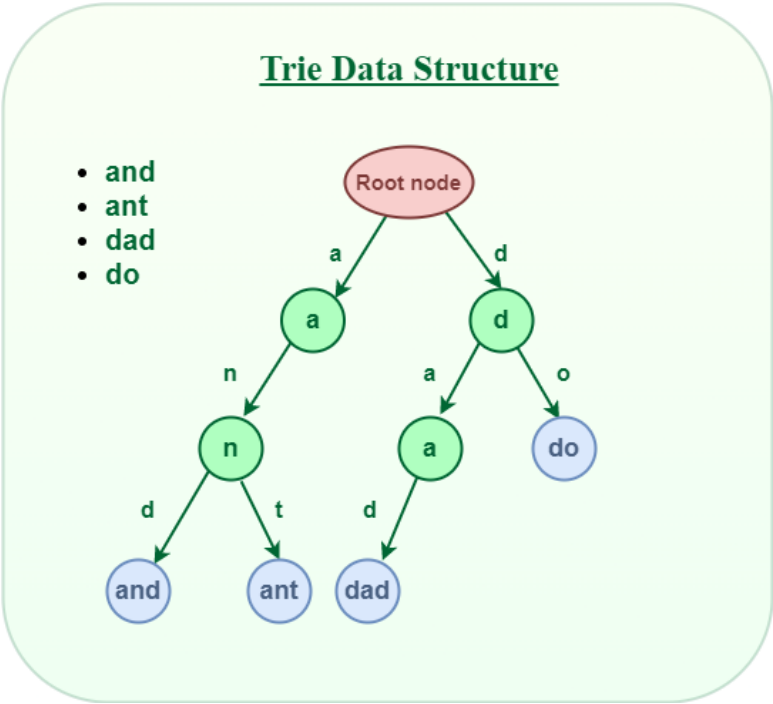 Trie Data Structure
• and
• ant
• dad
• do
Root node
a d
a d
n a o
n a do
d t d
and ant dad